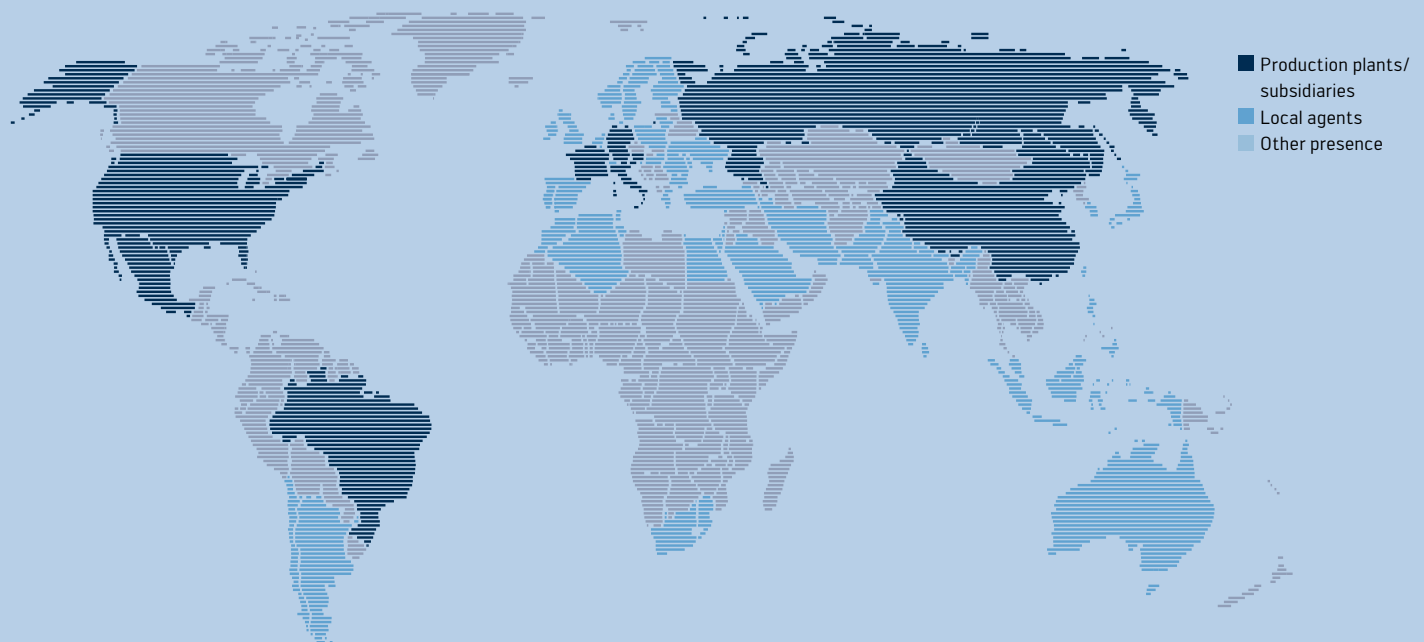 Production plants/
subsidiaries
Local agents
Other presence